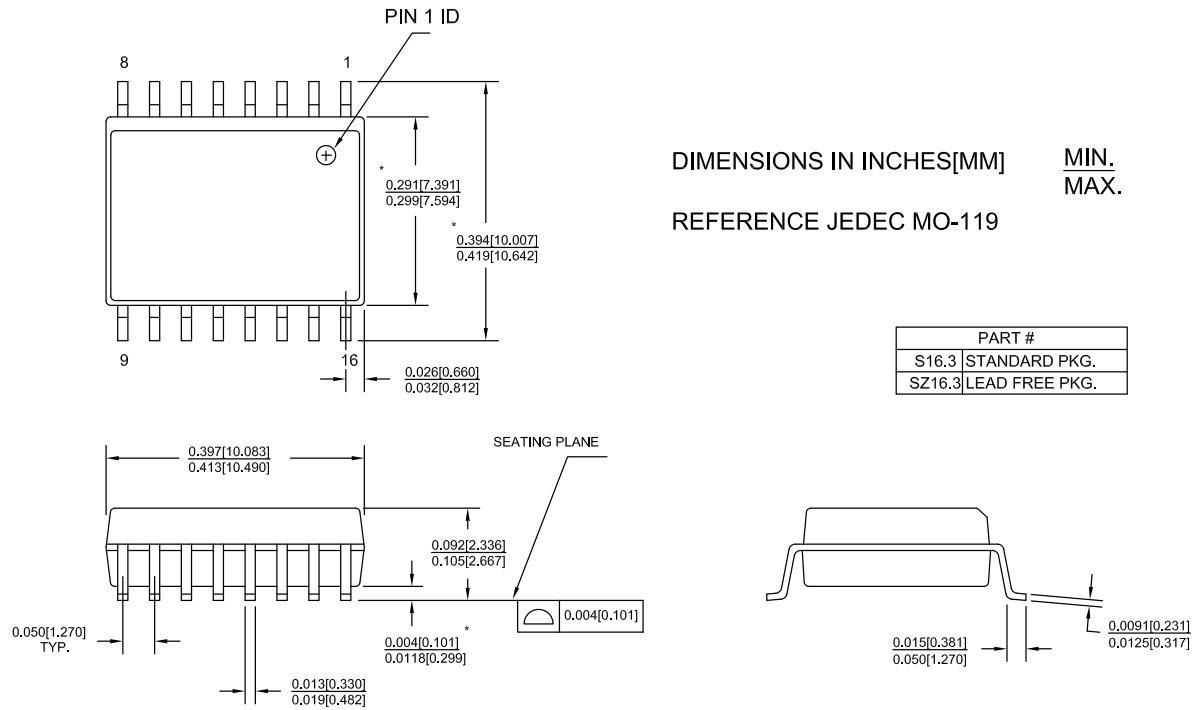 PIN 1 ID
8 1
*
0.291[7.391]
0.299[7.594]
*
0.394[10.007]
0.419[10.642]
DIMENSIONS IN INCHES[MM] MIN.
MAX.
REFERENCE JEDEC MO-119
9 16
0.026[0.660]
0.032[0.812]
PART #
S16.3 STANDARD PKG.
SZ16.3 LEAD FREE PKG.
SEATING PLANE
0.397[10.083]
0.413[10.490]
0.092[2.336]
0.105[2.667]
0.004[0.101]
0.050[1.270]
TYP.
*
0.004[0.101]
0.0118[0.299]
0.013[0.330]
0.019[0.482]
0.015[0.381]
0.050[1.270]
0.0091[0.231]
0.0125[0.317]